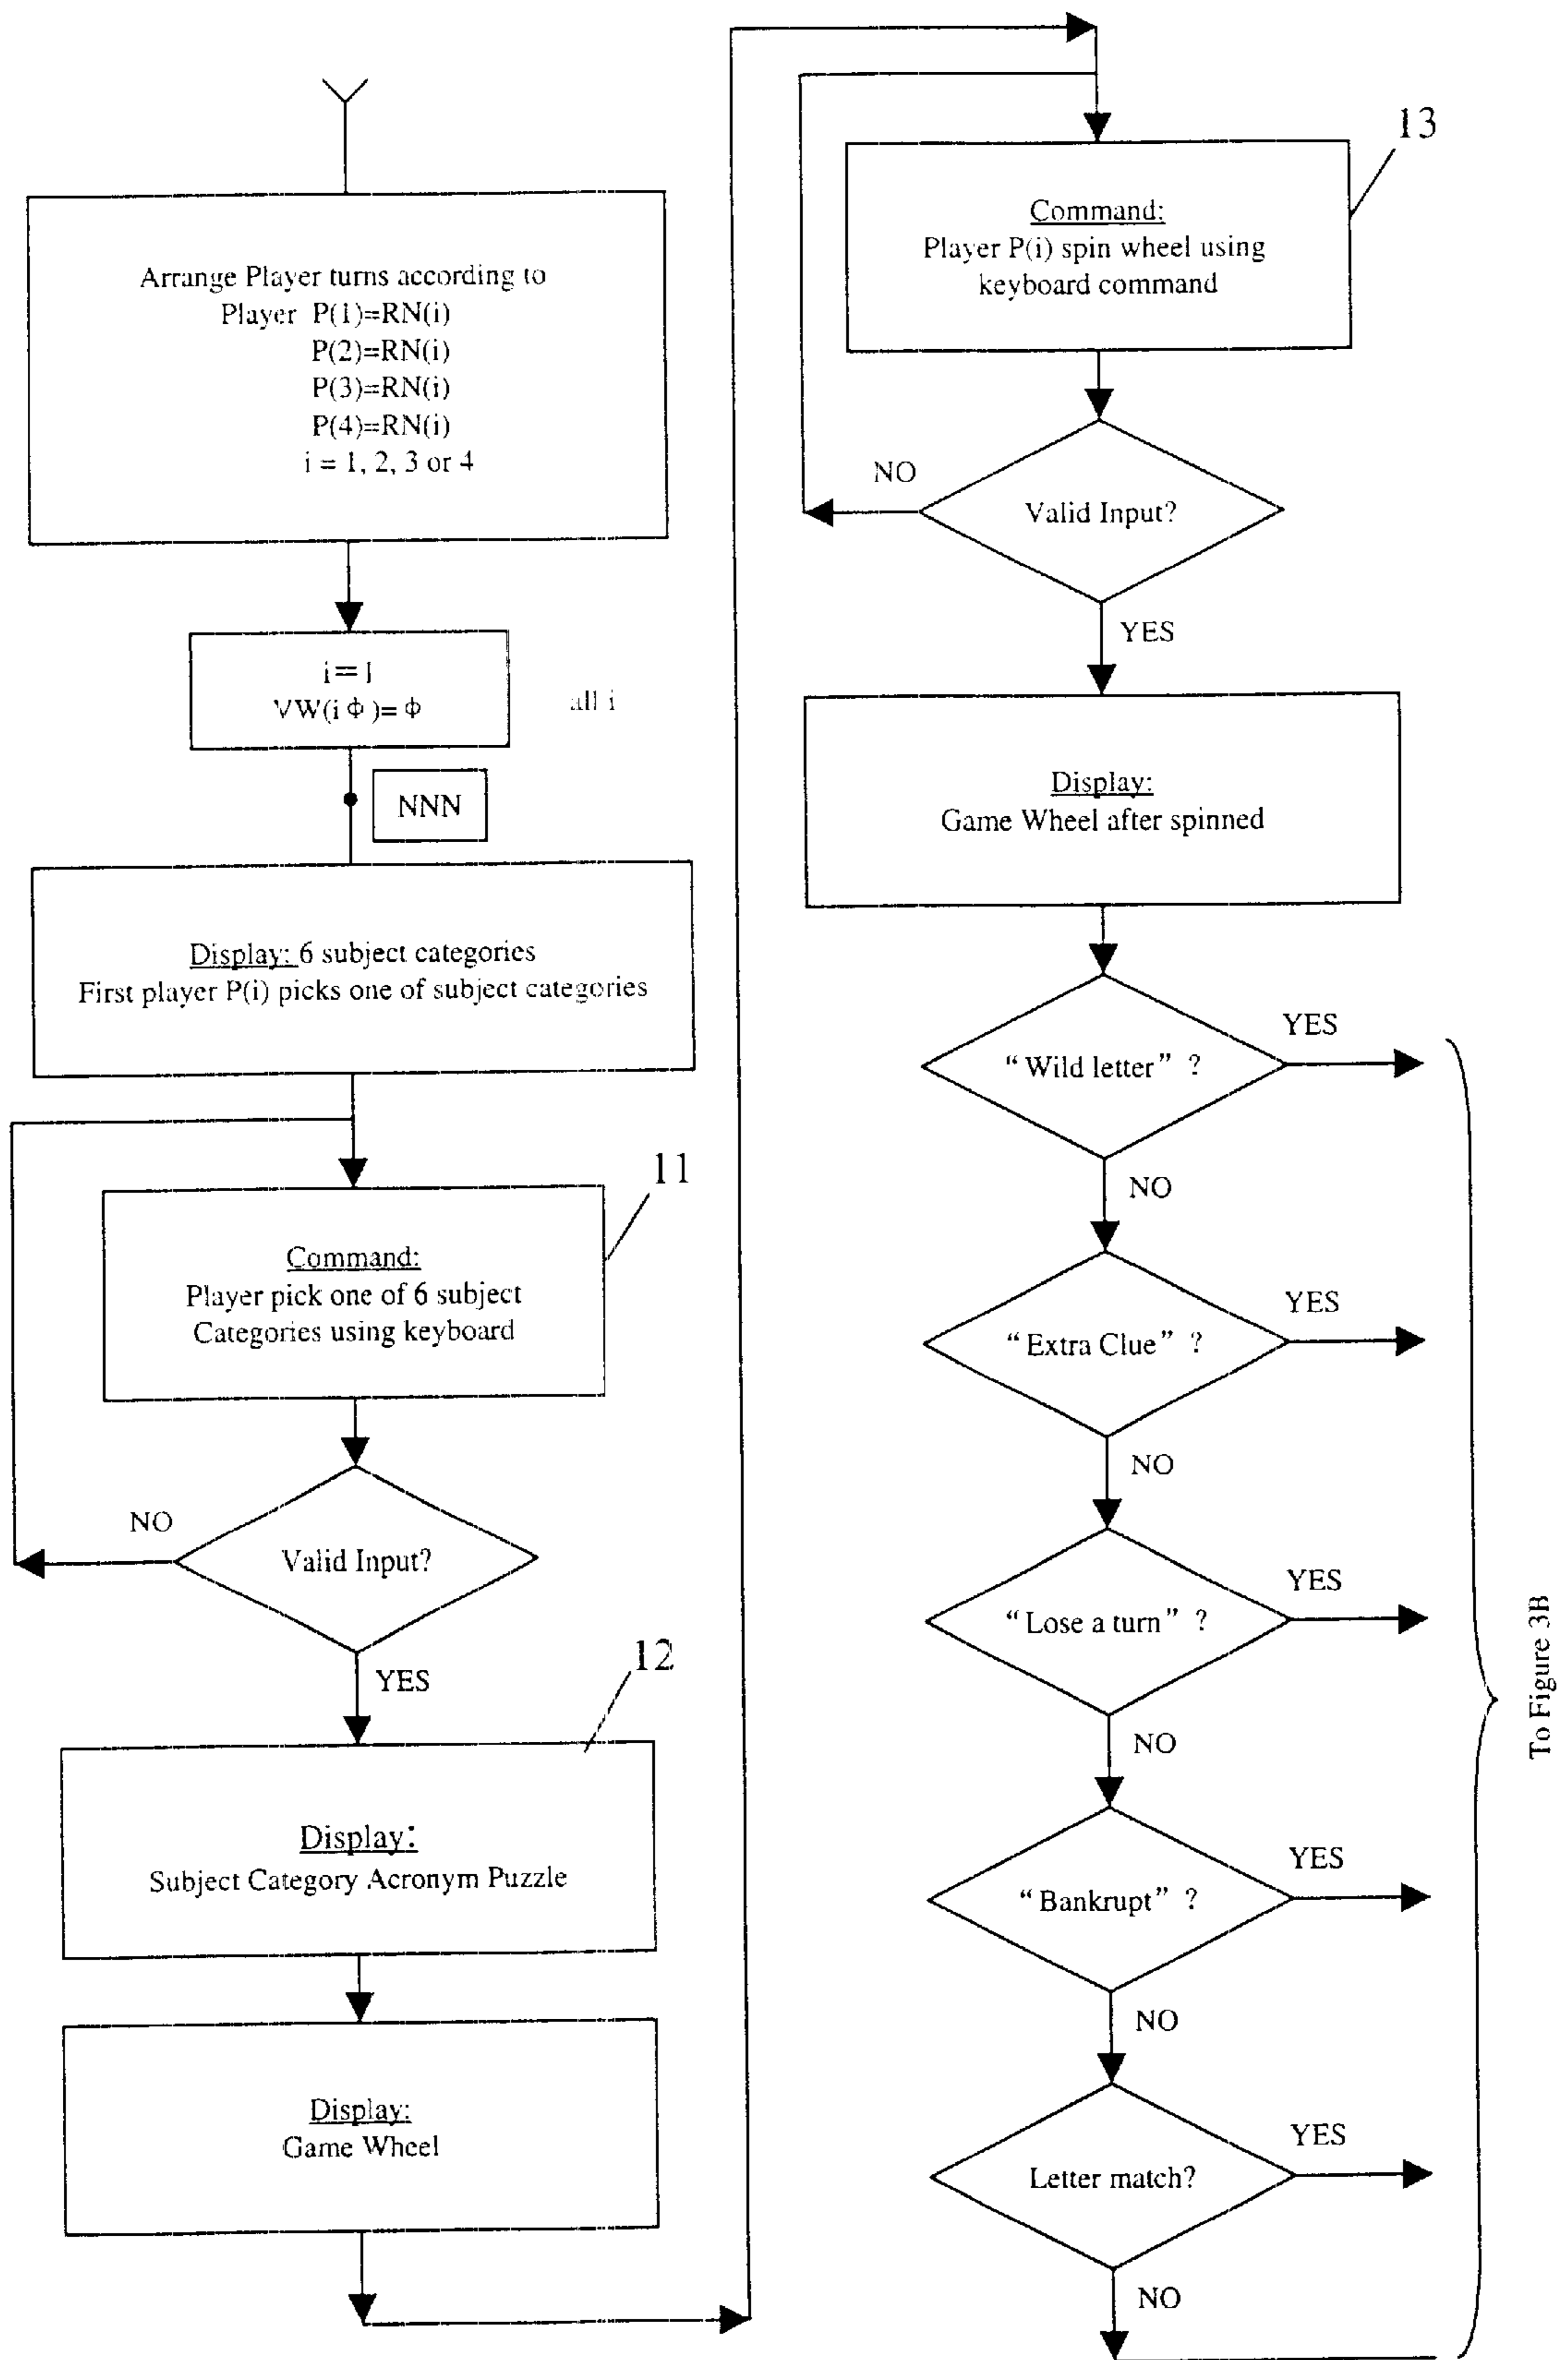 Arrange Player turns according to
Player P(1)=RN(i)
P(2)=RN(i)
P(3)=RN(i)
P(4)=RN(i)
i = 1, 2, 3 or 4
i=1
VW(i Φ)= Φ
all i
NNN
Display: 6 subject categories
First player P(i) picks one of subject categories
11
Command:
Player pick one of 6 subject
Categories using keyboard
NO
Valid Input?
YES
12
Display:
Subject Category Acronym Puzzle
Display:
Game Wheel
13
Command:
Player P(i) spin wheel using
keyboard command
NO
Valid Input?
YES
Display:
Game Wheel after spinned
"Wild letter" ?
YES
NO
"Extra Clue" ?
YES
NO
"Lose a turn" ?
YES
NO
"Bankrupt" ?
YES
NO
Letter match?
YES
NO
To Figure 3B